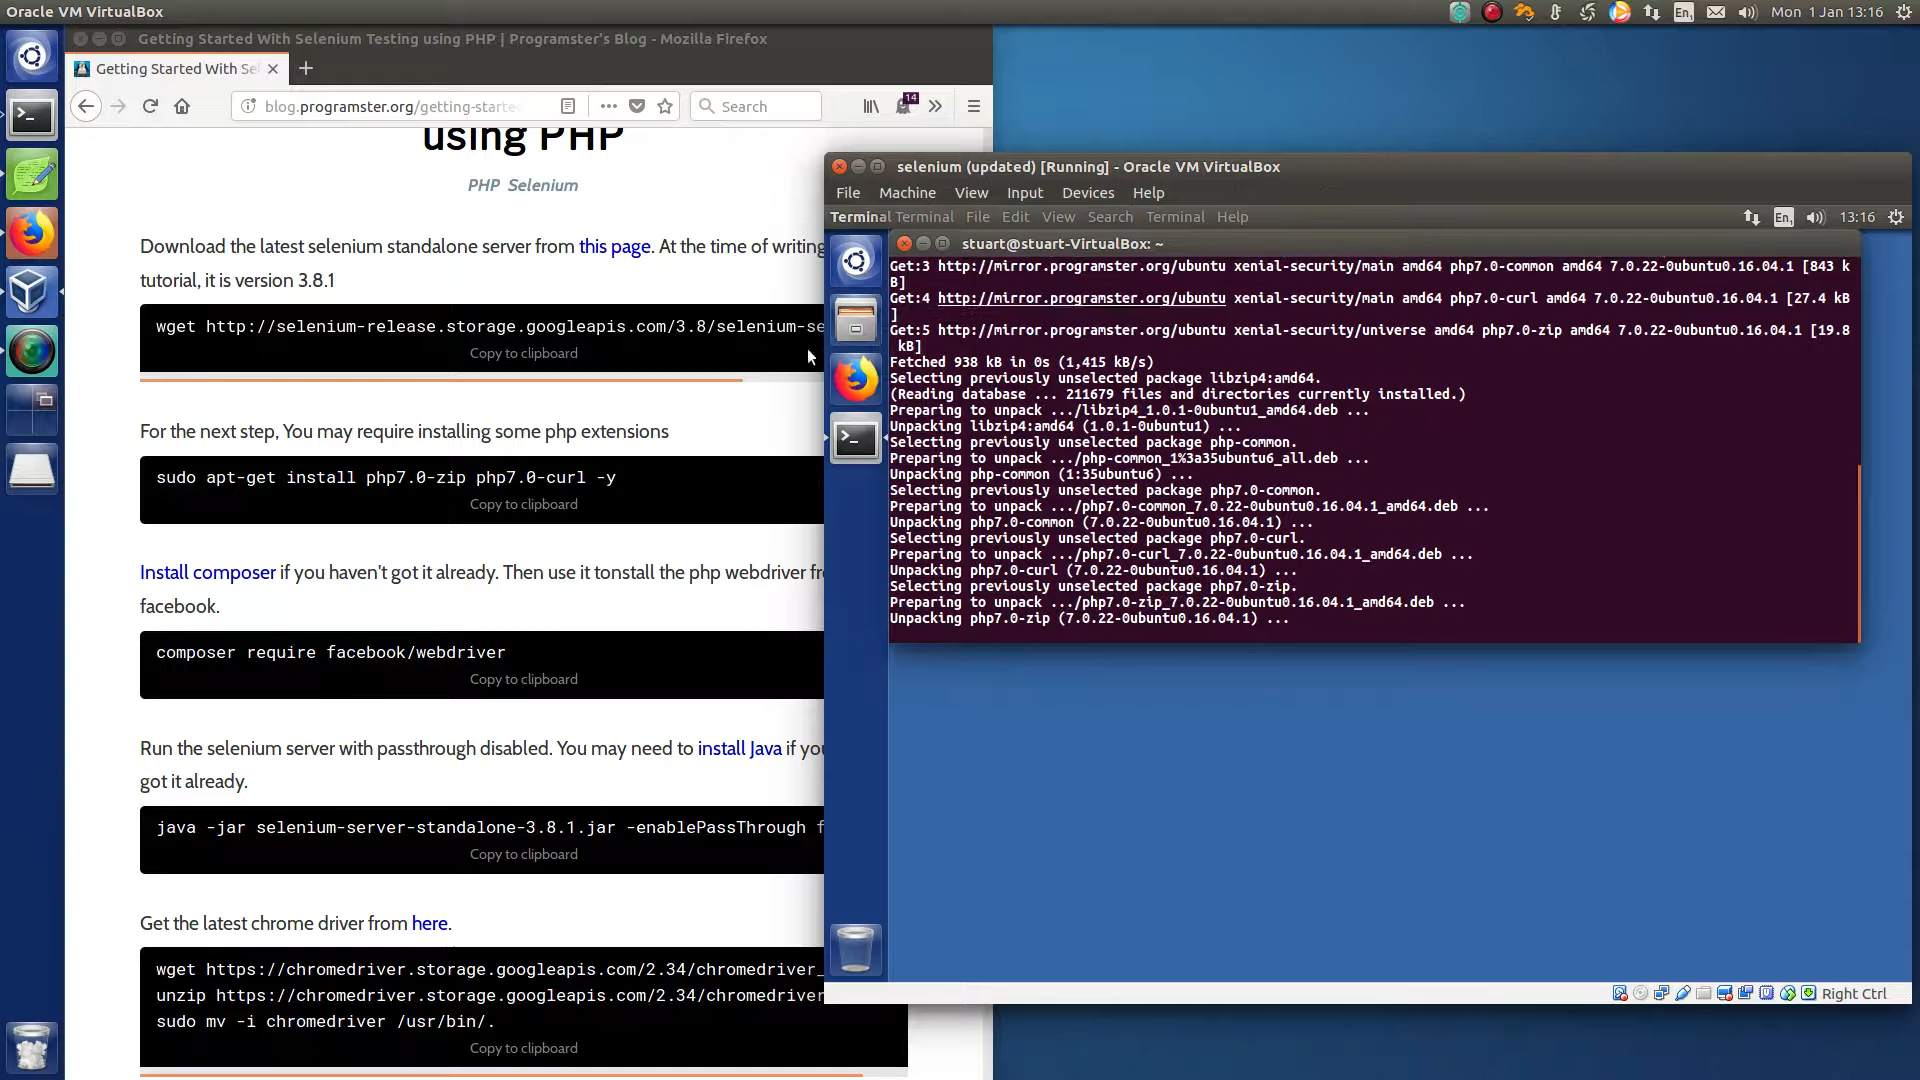 Oracle VM VirtualBox
En1
Mon 1 Jan 13:16
Getting Started With Selenium Testing using PHP | Programster's Blog - Mozilla Firefox
Getting Started With Se
blog.programster.org/getting-starte
Search
14
using PHP
PHP Selenium
Download the latest selenium standalone server from this page. At the time of writing
tutorial, it is version 3.8.1
wget http://selenium-release.storage.googleapis.com/3.8/selenium-se
Copy to clipboard
For the next step, You may require installing some php extensions
sudo apt-get install php7.0-zip php7.0-curl -y
Copy to clipboard
Install composer if you haven't got it already. Then use it tonstall the php webdriver fr
facebook.
composer require facebook/webdriver
Copy to clipboard
Run the selenium server with passthrough disabled. You may need to install Java if you
got it already.
java -jar selenium-server-standalone-3.8.1.jar -enablePassThrough f
Copy to clipboard
Get the latest chrome driver from here.
wget https://chromedriver.storage.googleapis.com/2.34/chromedriver_
unzip https://chromedriver.storage.googleapis.com/2.34/chromedriver
sudo mv -i chromedriver /usr/bin/.
Copy to clipboard
selenium (updated) [Running] - Oracle VM VirtualBox
File Machine View Input Devices Help
Terminal Terminal File Edit View Search Terminal Help
En1
13:16
stuart@stuart-VirtualBox: ~
Get:3 http://mirror.programster.org/ubuntu xenial-security/main amd64 php7.0-common amd64 7.0.22-0ubuntu0.16.04.1 [843 k
B]
Get:4 http://mirror.programster.org/ubuntu xenial-security/main amd64 php7.0-curl amd64 7.0.22-0ubuntu0.16.04.1 [27.4 kB
]
Get:5 http://mirror.programster.org/ubuntu xenial-security/universe amd64 php7.0-zip amd64 7.0.22-0ubuntu0.16.04.1 [19.8
kB]
Fetched 938 kB in 0s (1,415 kB/s)
Selecting previously unselected package libzip4:amd64.
(Reading database ... 211679 files and directories currently installed.)
Preparing to unpack .../libzip4_1.0.1-0ubuntu1_amd64.deb ...
Unpacking libzip4:amd64 (1.0.1-0ubuntu1) ...
Selecting previously unselected package php-common.
Preparing to unpack .../php-common_1%3a35ubuntu6_all.deb ...
Unpacking php-common (1:35ubuntu6) ...
Selecting previously unselected package php7.0-common.
Preparing to unpack .../php7.0-common_7.0.22-0ubuntu0.16.04.1_amd64.deb ...
Unpacking php7.0-common (7.0.22-0ubuntu0.16.04.1) ...
Selecting previously unselected package php7.0-curl.
Preparing to unpack .../php7.0-curl_7.0.22-0ubuntu0.16.04.1_amd64.deb ...
Unpacking php7.0-curl (7.0.22-0ubuntu0.16.04.1) ...
Selecting previously unselected package php7.0-zip.
Preparing to unpack .../php7.0-zip_7.0.22-0ubuntu0.16.04.1_amd64.deb ...
Unpacking php7.0-zip (7.0.22-0ubuntu0.16.04.1) ...
Right Ctrl